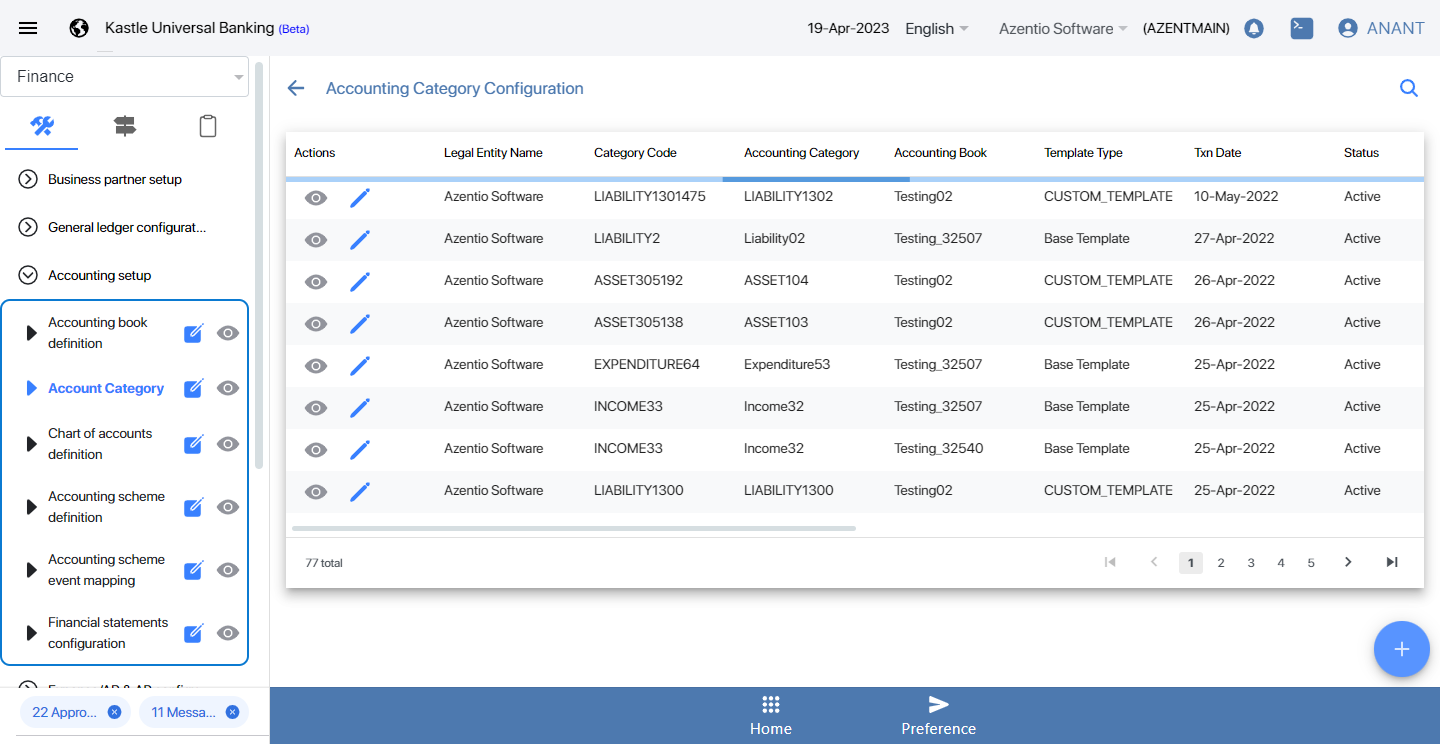 Kastle Universal Banking (Beta)
19-Apr-2023 English Azentio Software (AZENTMAIN) ANANT
Finance
Business partner setup
General ledger configurat...
Accounting setup
Accounting book
definition
Account Category
Chart of accounts
definition
Accounting scheme
definition
Accounting scheme
event mapping
Financial statements
configuration
22 Appro... 11 Messa...
Accounting Category Configuration
Actions Legal Entity Name Category Code Accounting Category Accounting Book Template Type Txn Date Status
Azentio Software LIABILITY1301475 LIABILITY1302 Testing02 CUSTOM_TEMPLATE 10-May-2022 Active
Azentio Software LIABILITY2 Liability02 Testing_32507 Base Template 27-Apr-2022 Active
Azentio Software ASSET305192 ASSET104 Testing02 CUSTOM_TEMPLATE 26-Apr-2022 Active
Azentio Software ASSET305138 ASSET103 Testing02 CUSTOM_TEMPLATE 26-Apr-2022 Active
Azentio Software EXPENDITURE64 Expenditure53 Testing_32507 Base Template 25-Apr-2022 Active
Azentio Software INCOME33 Income32 Testing_32507 Base Template 25-Apr-2022 Active
Azentio Software INCOME33 Income32 Testing_32540 Base Template 25-Apr-2022 Active
Azentio Software LIABILITY1300 LIABILITY1300 Testing02 CUSTOM_TEMPLATE 25-Apr-2022 Active
77 total 1 2 3 4 5
Home Preference